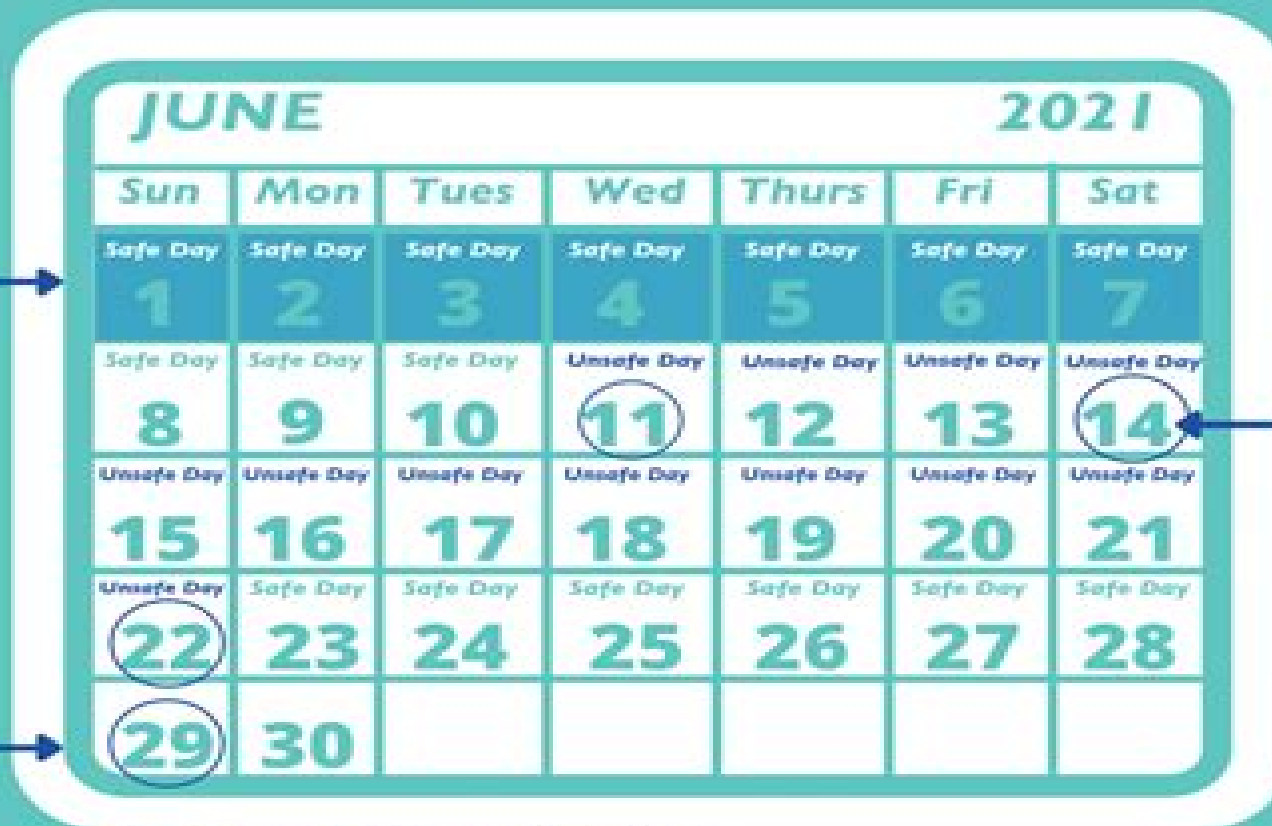 JUNE 2021
Sun Mon Tues Wed Thurs Fri Sat
Safe Day Safe Day Safe Day Safe Day Safe Day Safe Day Safe Day
1 2 3 4 5 6 7
Safe Day Safe Day Safe Day Unsafe Day Unsafe Day Unsafe Day Unsafe Day
8 9 10 11 12 13 14
Unsafe Day Unsafe Day Unsafe Day Unsafe Day Unsafe Day Unsafe Day Unsafe Day
15 16 17 18 19 20 21
Unsafe Day Safe Day Safe Day Safe Day Safe Day Safe Day Safe Day
22 23 24 25 26 27 28
29 30